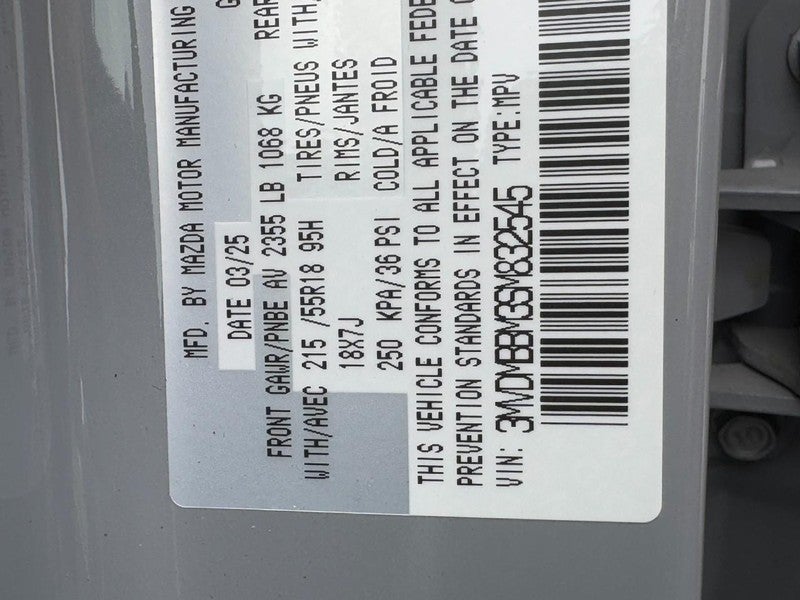 MFD. BY MAZDA MOTOR MANUFACTURING
DATE 03/25 G
FRONT GAWR/PNBE AV 2355 LB 1068 KG REAR
WITH/AVEC 215 /55R18 95H TIRES/PNEUS WITH/
18X7J RIMS/JANTES
250 KPA/36 PSI COLD/A FROID
THIS VEHICLE CONFORMS TO ALL APPLICABLE FEDE
PREVENTION STANDARDS IN EFFECT ON THE DATE O
VIN: 3MVDMBBM3SM832545 TYPE:MPV